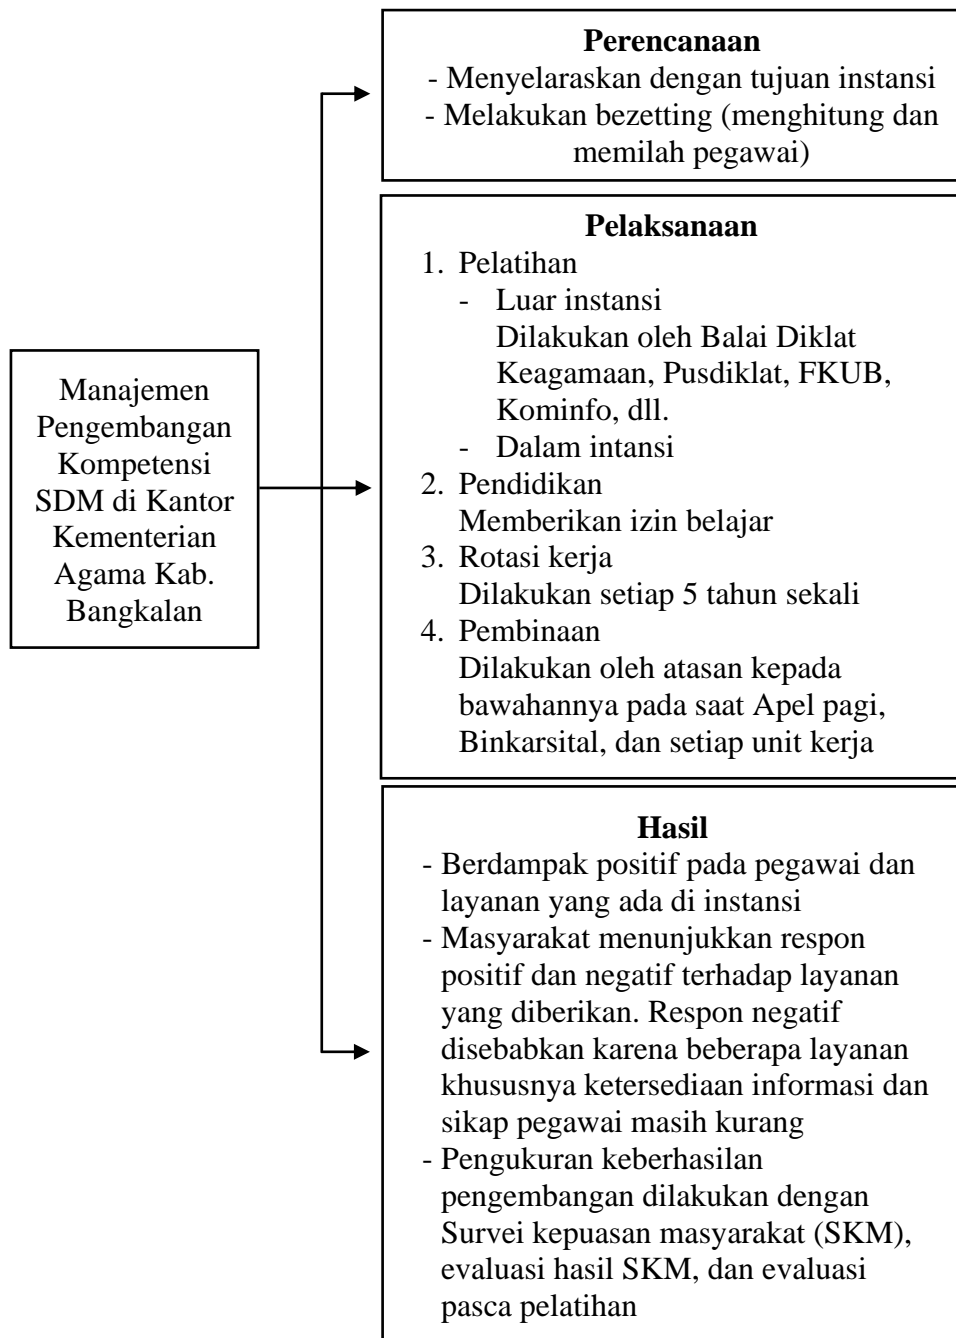 Perencanaan
- Menyelaraskan dengan tujuan instansi
- Melakukan bezetting (menghitung dan
memilah pegawai)
Pelaksanaan
1. Pelatihan
- Luar instansi
Dilakukan oleh Balai Diklat
Keagamaan, Pusdiklat, FKUB,
Kominfo, dll.
- Dalam intansi
2. Pendidikan
Memberikan izin belajar
3. Rotasi kerja
Dilakukan setiap 5 tahun sekali
4. Pembinaan
Dilakukan oleh atasan kepada
bawahannya pada saat Apel pagi,
Binkarsital, dan setiap unit kerja
Manajemen
Pengembangan
Kompetensi
SDM di Kantor
Kementerian
Agama Kab.
Bangkalan
Hasil
- Berdampak positif pada pegawai dan
layanan yang ada di instansi
- Masyarakat menunjukkan respon
positif dan negatif terhadap layanan
yang diberikan. Respon negatif
disebabkan karena beberapa layanan
khususnya ketersediaan informasi dan
sikap pegawai masih kurang
- Pengukuran keberhasilan
pengembangan dilakukan dengan
Survei kepuasan masyarakat (SKM),
evaluasi hasil SKM, dan evaluasi
pasca pelatihan